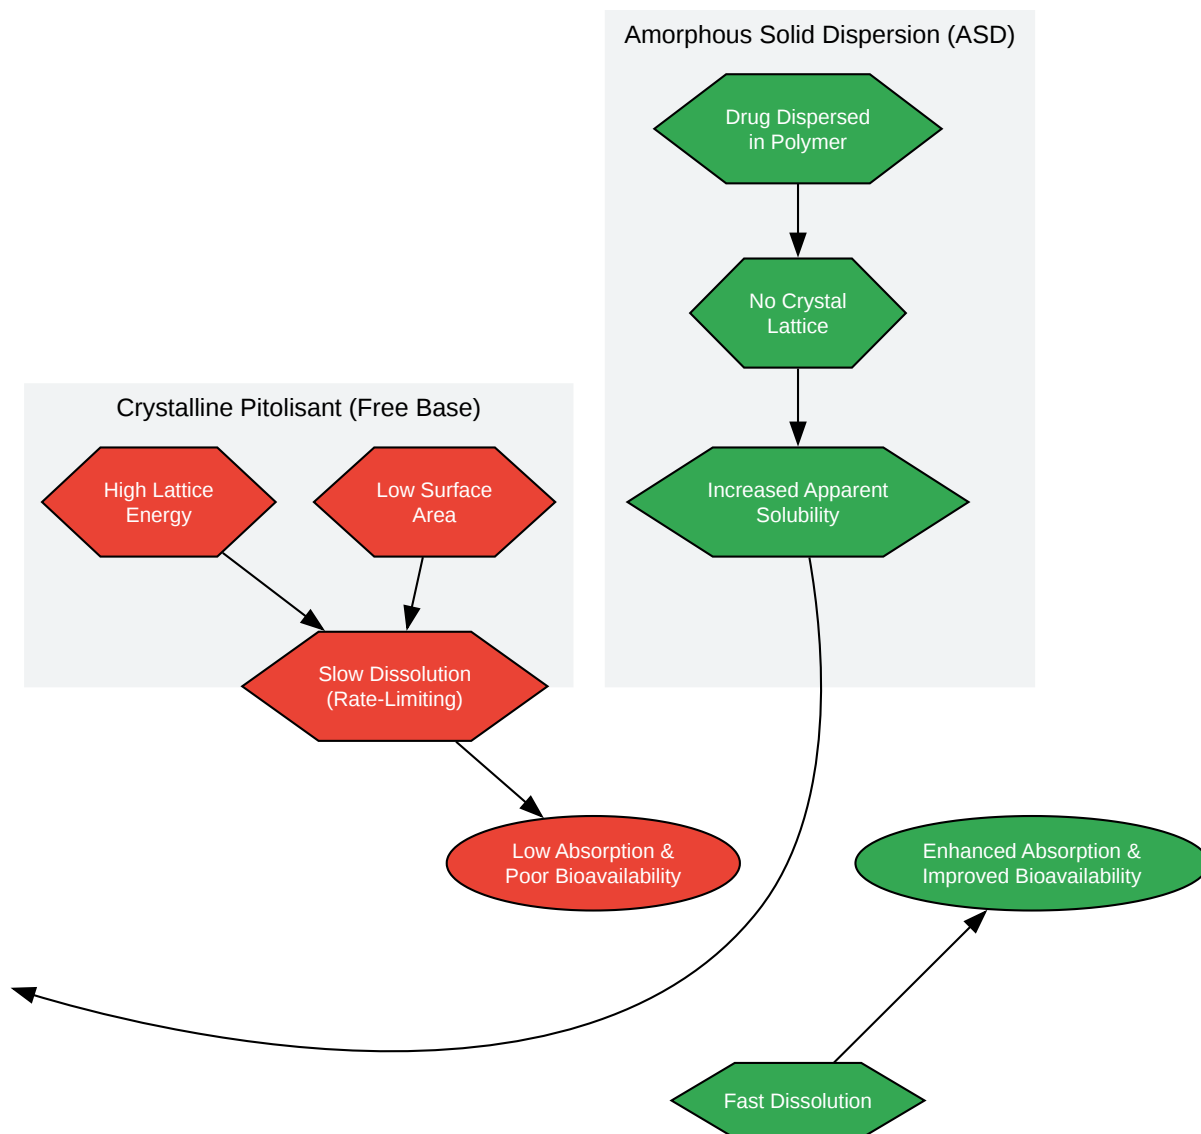 Amorphous Solid Dispersion (ASD)
Drug Dispersed
in Polymer
No Crystal
Lattice
Increased Apparent
Solubility
Crystalline Pitolisant (Free Base)
High Lattice
Energy
Low Surface
Area
Slow Dissolution
(Rate-Limiting)
Low Absorption &
Poor Bioavailability
Enhanced Absorption &
Improved Bioavailability
Fast Dissolution